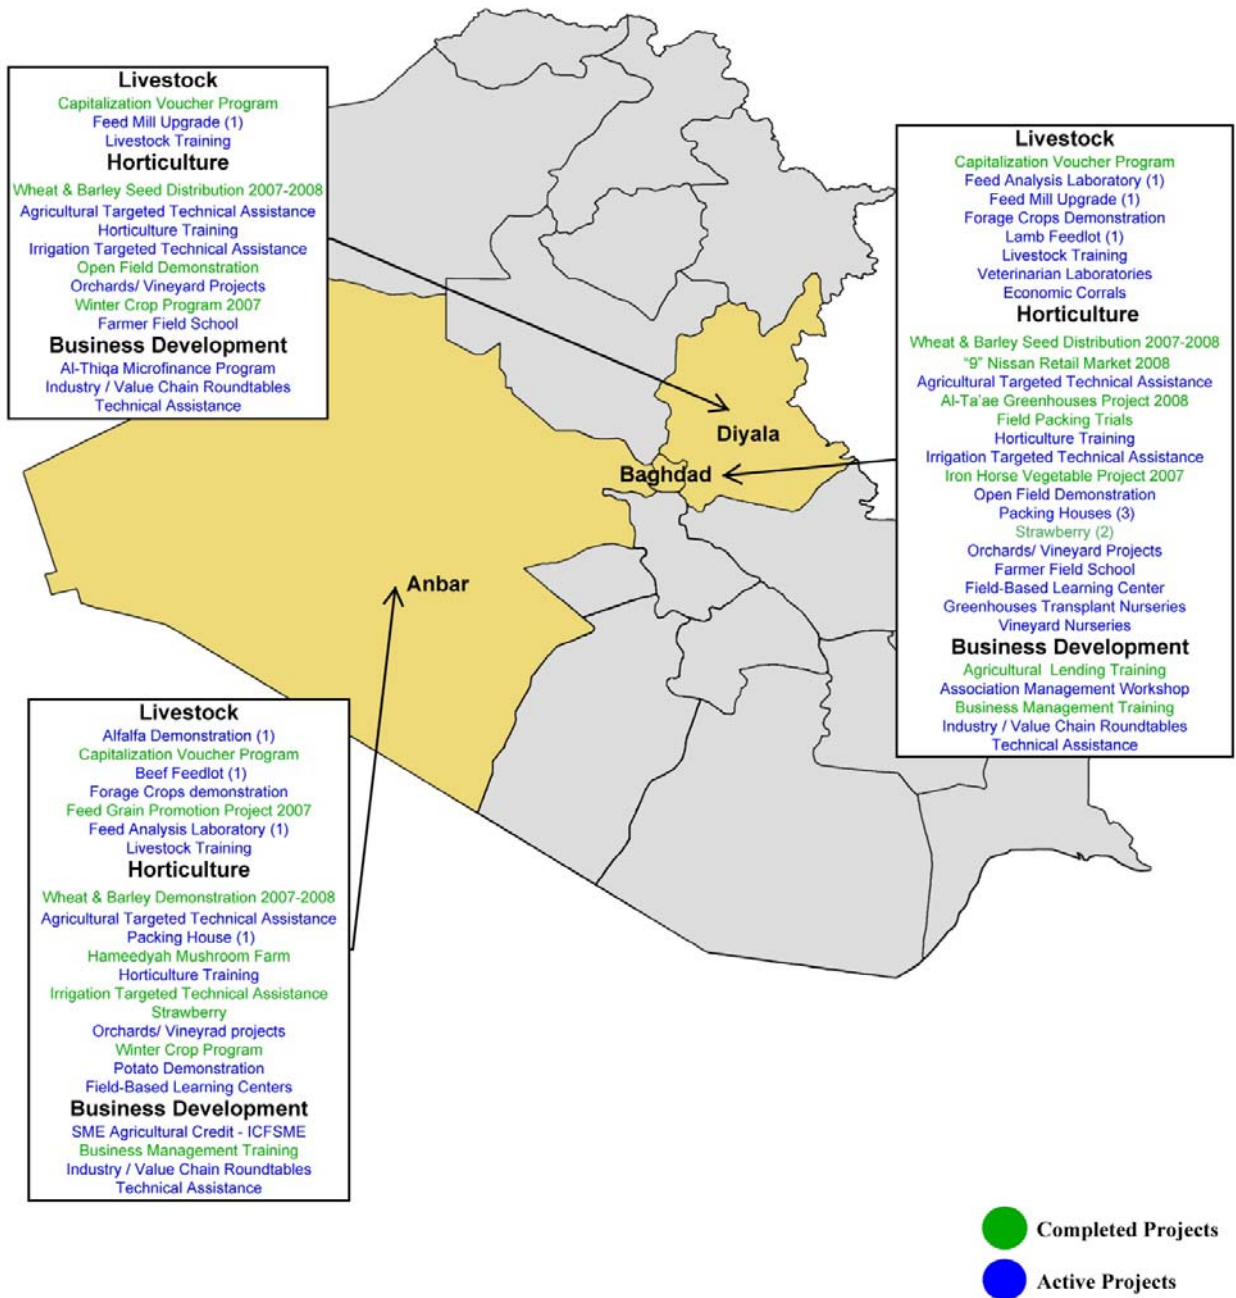 Livestock
Capitalization Voucher Program
Feed Mill Upgrade (1)
Livestock Training
Horticulture
Wheat & Barley Seed Distribution 2007-2008
Agricultural Targeted Technical Assistance
Horticulture Training
Irrigation Targeted Technical Assistance
Open Field Demonstration
Orchards/ Vineyard Projects
Winter Crop Program 2007
Farmer Field School
Business Development
Al-Thiqa Microfinance Program
Industry / Value Chain Roundtables
Technical Assistance
Livestock
Capitalization Voucher Program
Feed Analysis Laboratory (1)
Feed Mill Upgrade (1)
Forage Crops Demonstration
Lamb Feedlot (1)
Livestock Training
Veterinarian Laboratories
Economic Corrals
Horticulture
Wheat & Barley Seed Distribution 2007-2008
"9" Nissan Retail Market 2008
Agricultural Targeted Technical Assistance
Al-Ta'ae Greenhouses Project 2008
Field Packing Trials
Horticulture Training
Irrigation Targeted Technical Assistance
Iron Horse Vegetable Project 2007
Open Field Demonstration
Packing Houses (3)
Strawberry (2)
Orchards/ Vineyard Projects
Farmer Field School
Field-Based Learning Center
Greenhouses Transplant Nurseries
Vineyard Nurseries
Business Development
Agricultural Lending Training
Association Management Workshop
Business Management Training
Industry / Value Chain Roundtables
Technical Assistance
Diyala
Baghdad
Anbar
Livestock
Alfalfa Demonstration (1)
Capitalization Voucher Program
Beef Feedlot (1)
Forage Crops demonstration
Feed Grain Promotion Project 2007
Feed Analysis Laboratory (1)
Livestock Training
Horticulture
Wheat & Barley Demonstration 2007-2008
Agricultural Targeted Technical Assistance
Packing House (1)
Hameedyah Mushroom Farm
Horticulture Training
Irrigation Targeted Technical Assistance
Strawberry
Orchards/ Vineyrad projects
Winter Crop Program
Potato Demonstration
Field-Based Learning Centers
Business Development
SME Agricultural Credit - ICFSME
Business Management Training
Industry / Value Chain Roundtables
Technical Assistance
Completed Projects
Active Projects